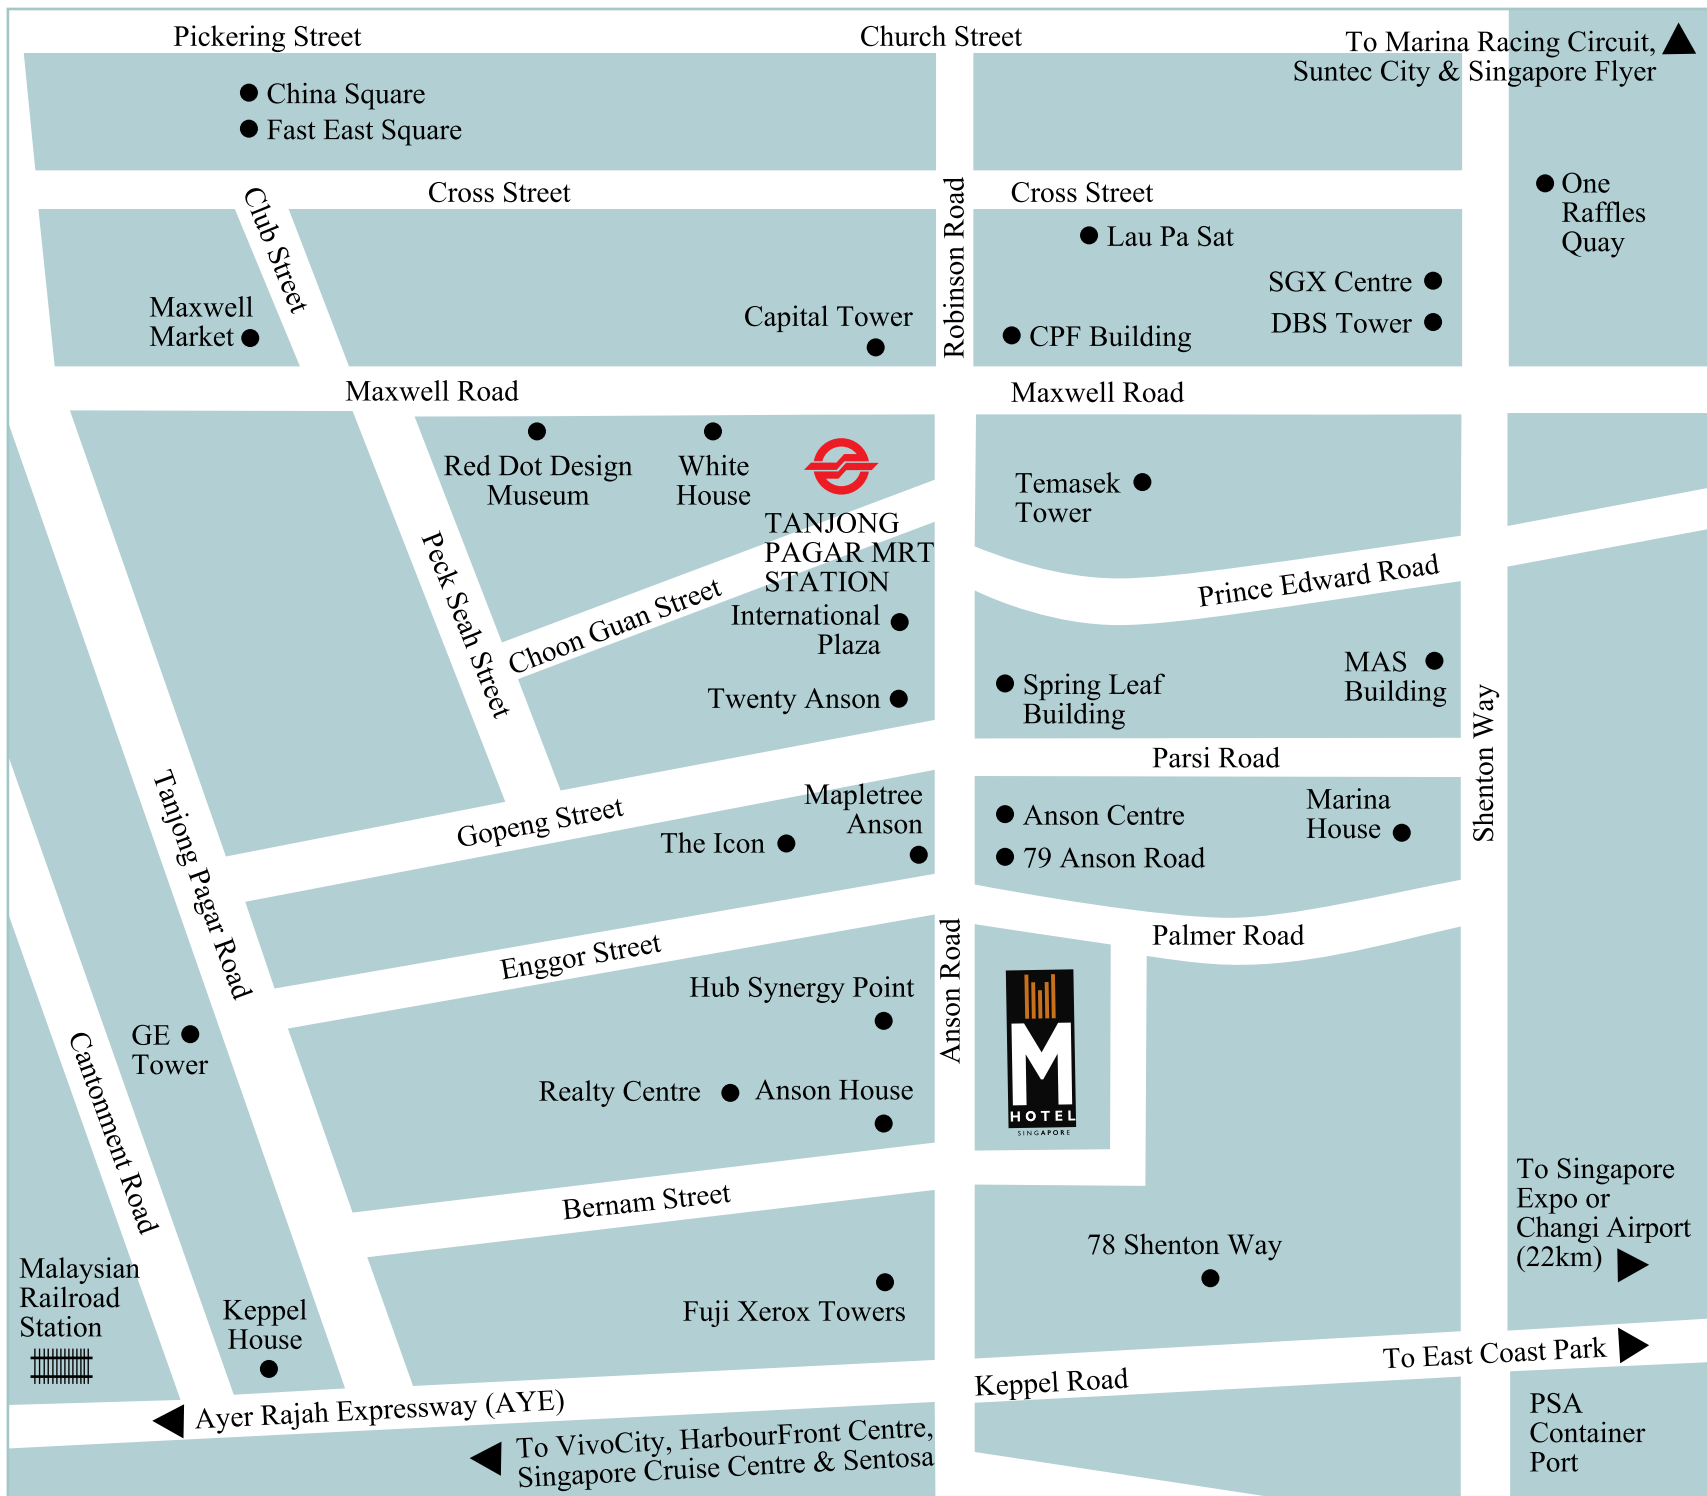 Pickering Street
Church Street
To Marina Racing Circuit,
Suntec City & Singapore Flyer
China Square
Fast East Square
Cross Street
Cross Street
One
Raffles
Quay
Club Street
Robinson Road
Lau Pa Sat
SGX Centre
DBS Tower
CPF Building
Maxwell
Market
Capital Tower
Maxwell Road
Maxwell Road
Red Dot Design
Museum
White
House
TANJONG
PAGAR MRT
STATION
Temasek
Tower
Peck Seah Street
Choon Guan Street
Prince Edward Road
International
Plaza
Twenty Anson
Spring Leaf
Building
MAS
Building
Shenton Way
Parsi Road
Tanjong Pagar Road
Gopeng Street
The Icon
Mapletree
Anson
Anson Centre
79 Anson Road
Marina
House
Enggor Street
Anson Road
Palmer Road
Hub Synergy Point
GE
Tower
Cantonment Road
Realty Centre
Anson House
M
HOTEL
SINGAPORE
Bernam Street
To Singapore
Expo or
Changi Airport
(22km)
78 Shenton Way
Malaysian
Railroad
Station
Keppel
House
Fuji Xerox Towers
To East Coast Park
Keppel Road
Ayer Rajah Expressway (AYE)
To VivoCity, HarbourFront Centre,
Singapore Cruise Centre & Sentosa
PSA
Container
Port